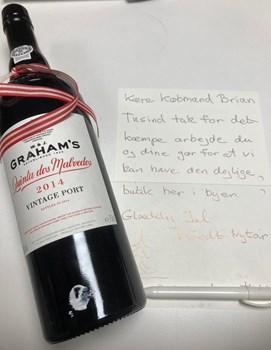 GRAHAM'S
Quinta dos Malvedos
2014
VINTAGE PORT
Kære Købmand Brian
Tusind tak for det
kæmpe arbejde du
og dine gør for at vi
kan have den dejlige
butik her i byen
Glædelig Jul
Nytår